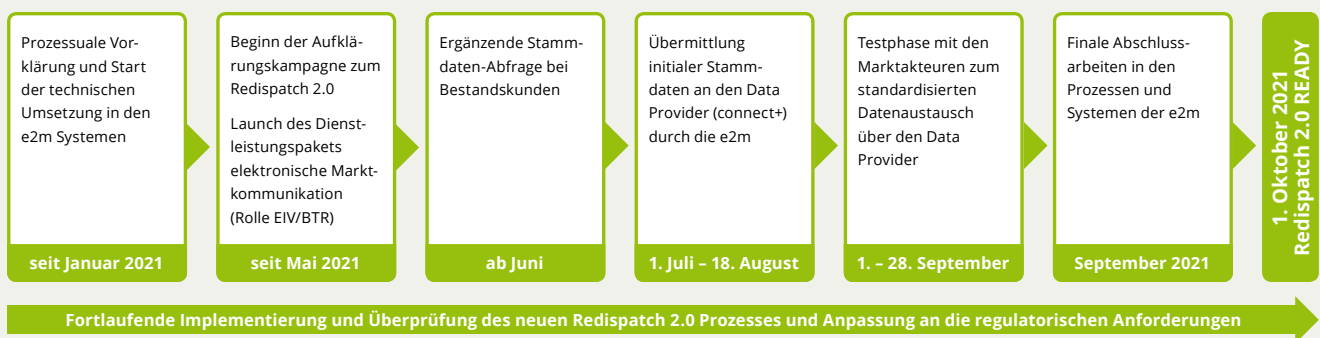 Prozessuale Vor-
klärung und Start
der technischen
Umsetzung in den
e2m Systemen
seit Januar 2021
Beginn der Aufklä-
rungskampagne zum
Redispatch 2.0
Launch des Dienst-
leistungspakets
elektronische Markt-
kommunikation
(Rolle EIV/BTR)
seit Mai 2021
Ergänzende Stamm-
daten-Abfrage bei
Bestandskunden
ab Juni
Übermittlung
initialer Stamm-
daten an den Data
Provider (connect+)
durch die e2m
1. Juli – 18. August
Testphase mit den
Marktakteuren zum
standardisierten
Datenaustausch
über den Data
Provider
1. – 28. September
Finale Abschluss-
arbeiten in den
Prozessen und
Systemen der e2m
September 2021
1. Oktober 2021
Redispatch 2.0 READY
Fortlaufende Implementierung und Überprüfung des neuen Redispatch 2.0 Prozesses und Anpassung an die regulatorischen Anforderungen